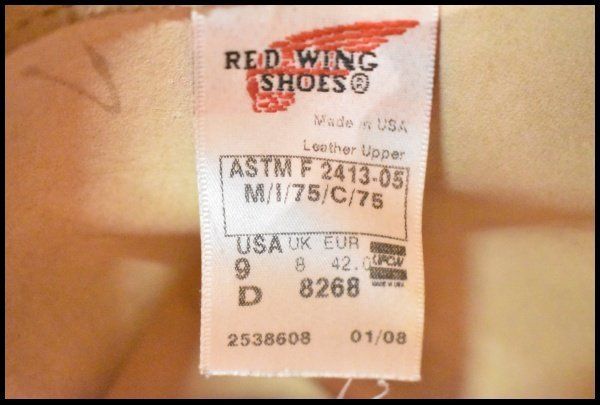 RED WING
SHOES®
Made in USA
Leather Upper
ASTM F 2413-05
M/I/75/C/75
USA UK EUR
9 8 42.0
D 8268
2538608 01/08